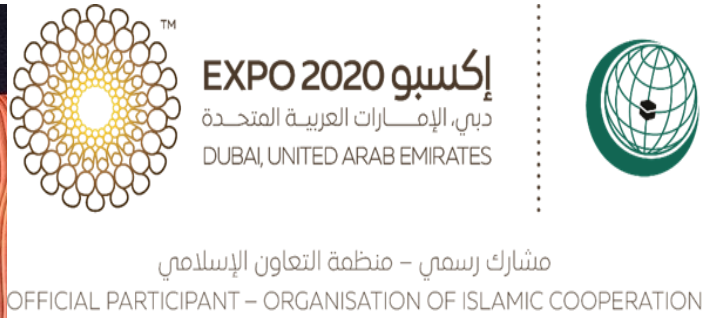 ™
EXPO 2020 إكسبو
دبي، الإمـــارات العربيـة المتحـدة
DUBAI, UNITED ARAB EMIRATES
مشارك رسمي – منظمة التعاون الإسلامي
OFFICIAL PARTICIPANT – ORGANISATION OF ISLAMIC COOPERATION